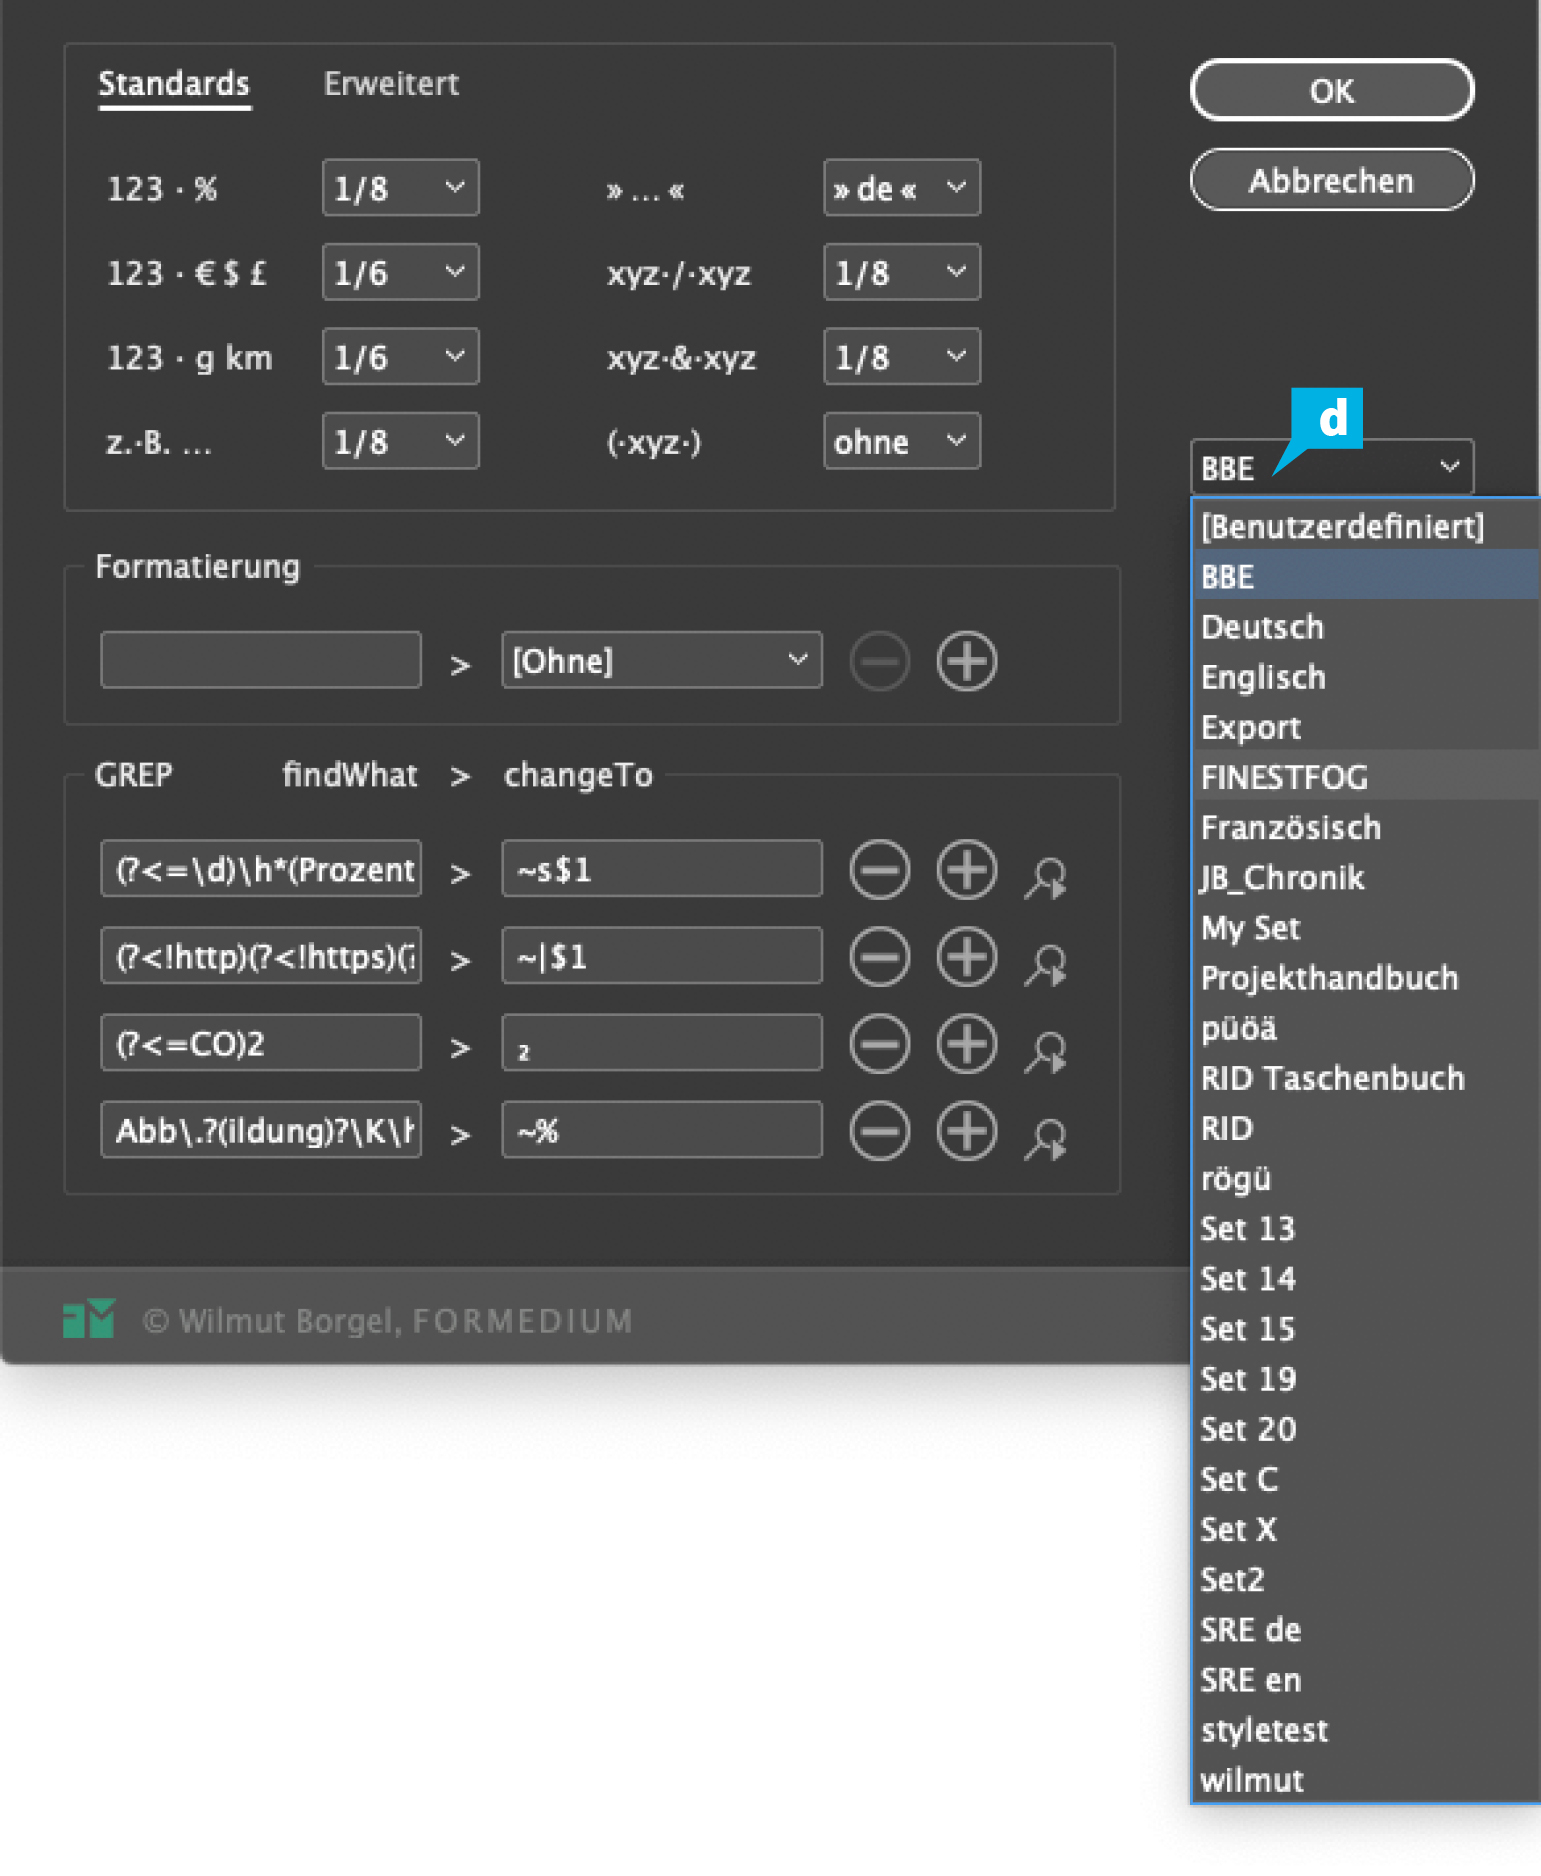 Standards Erweitert
OK
Abbrechen
123 · % 1/8 » ... « » de «
123 · € $ £ 1/6 xyz·/·xyz 1/8
123 · g km 1/6 xyz·&·xyz 1/8
z.·B. ... 1/8 (·xyz·) ohne
d
BBE
Formatierung
> [Ohne]
GREP findWhat > changeTo
(?<=\d)\h*(Prozent > ~s$1
(?<!http)(?<!https)(? > ~|$1
(?<=CO)2 > ₂
Abb\.?(ildung)?\K\h > ~%
© Wilmut Borgel, FORMEDIUM
[Benutzerdefiniert]
BBE
Deutsch
Englisch
Export
FINESTFOG
Französisch
JB_Chronik
My Set
Projekthandbuch
püöä
RID Taschenbuch
RID
rögü
Set 13
Set 14
Set 15
Set 19
Set 20
Set C
Set X
Set2
SRE de
SRE en
styletest
wilmut